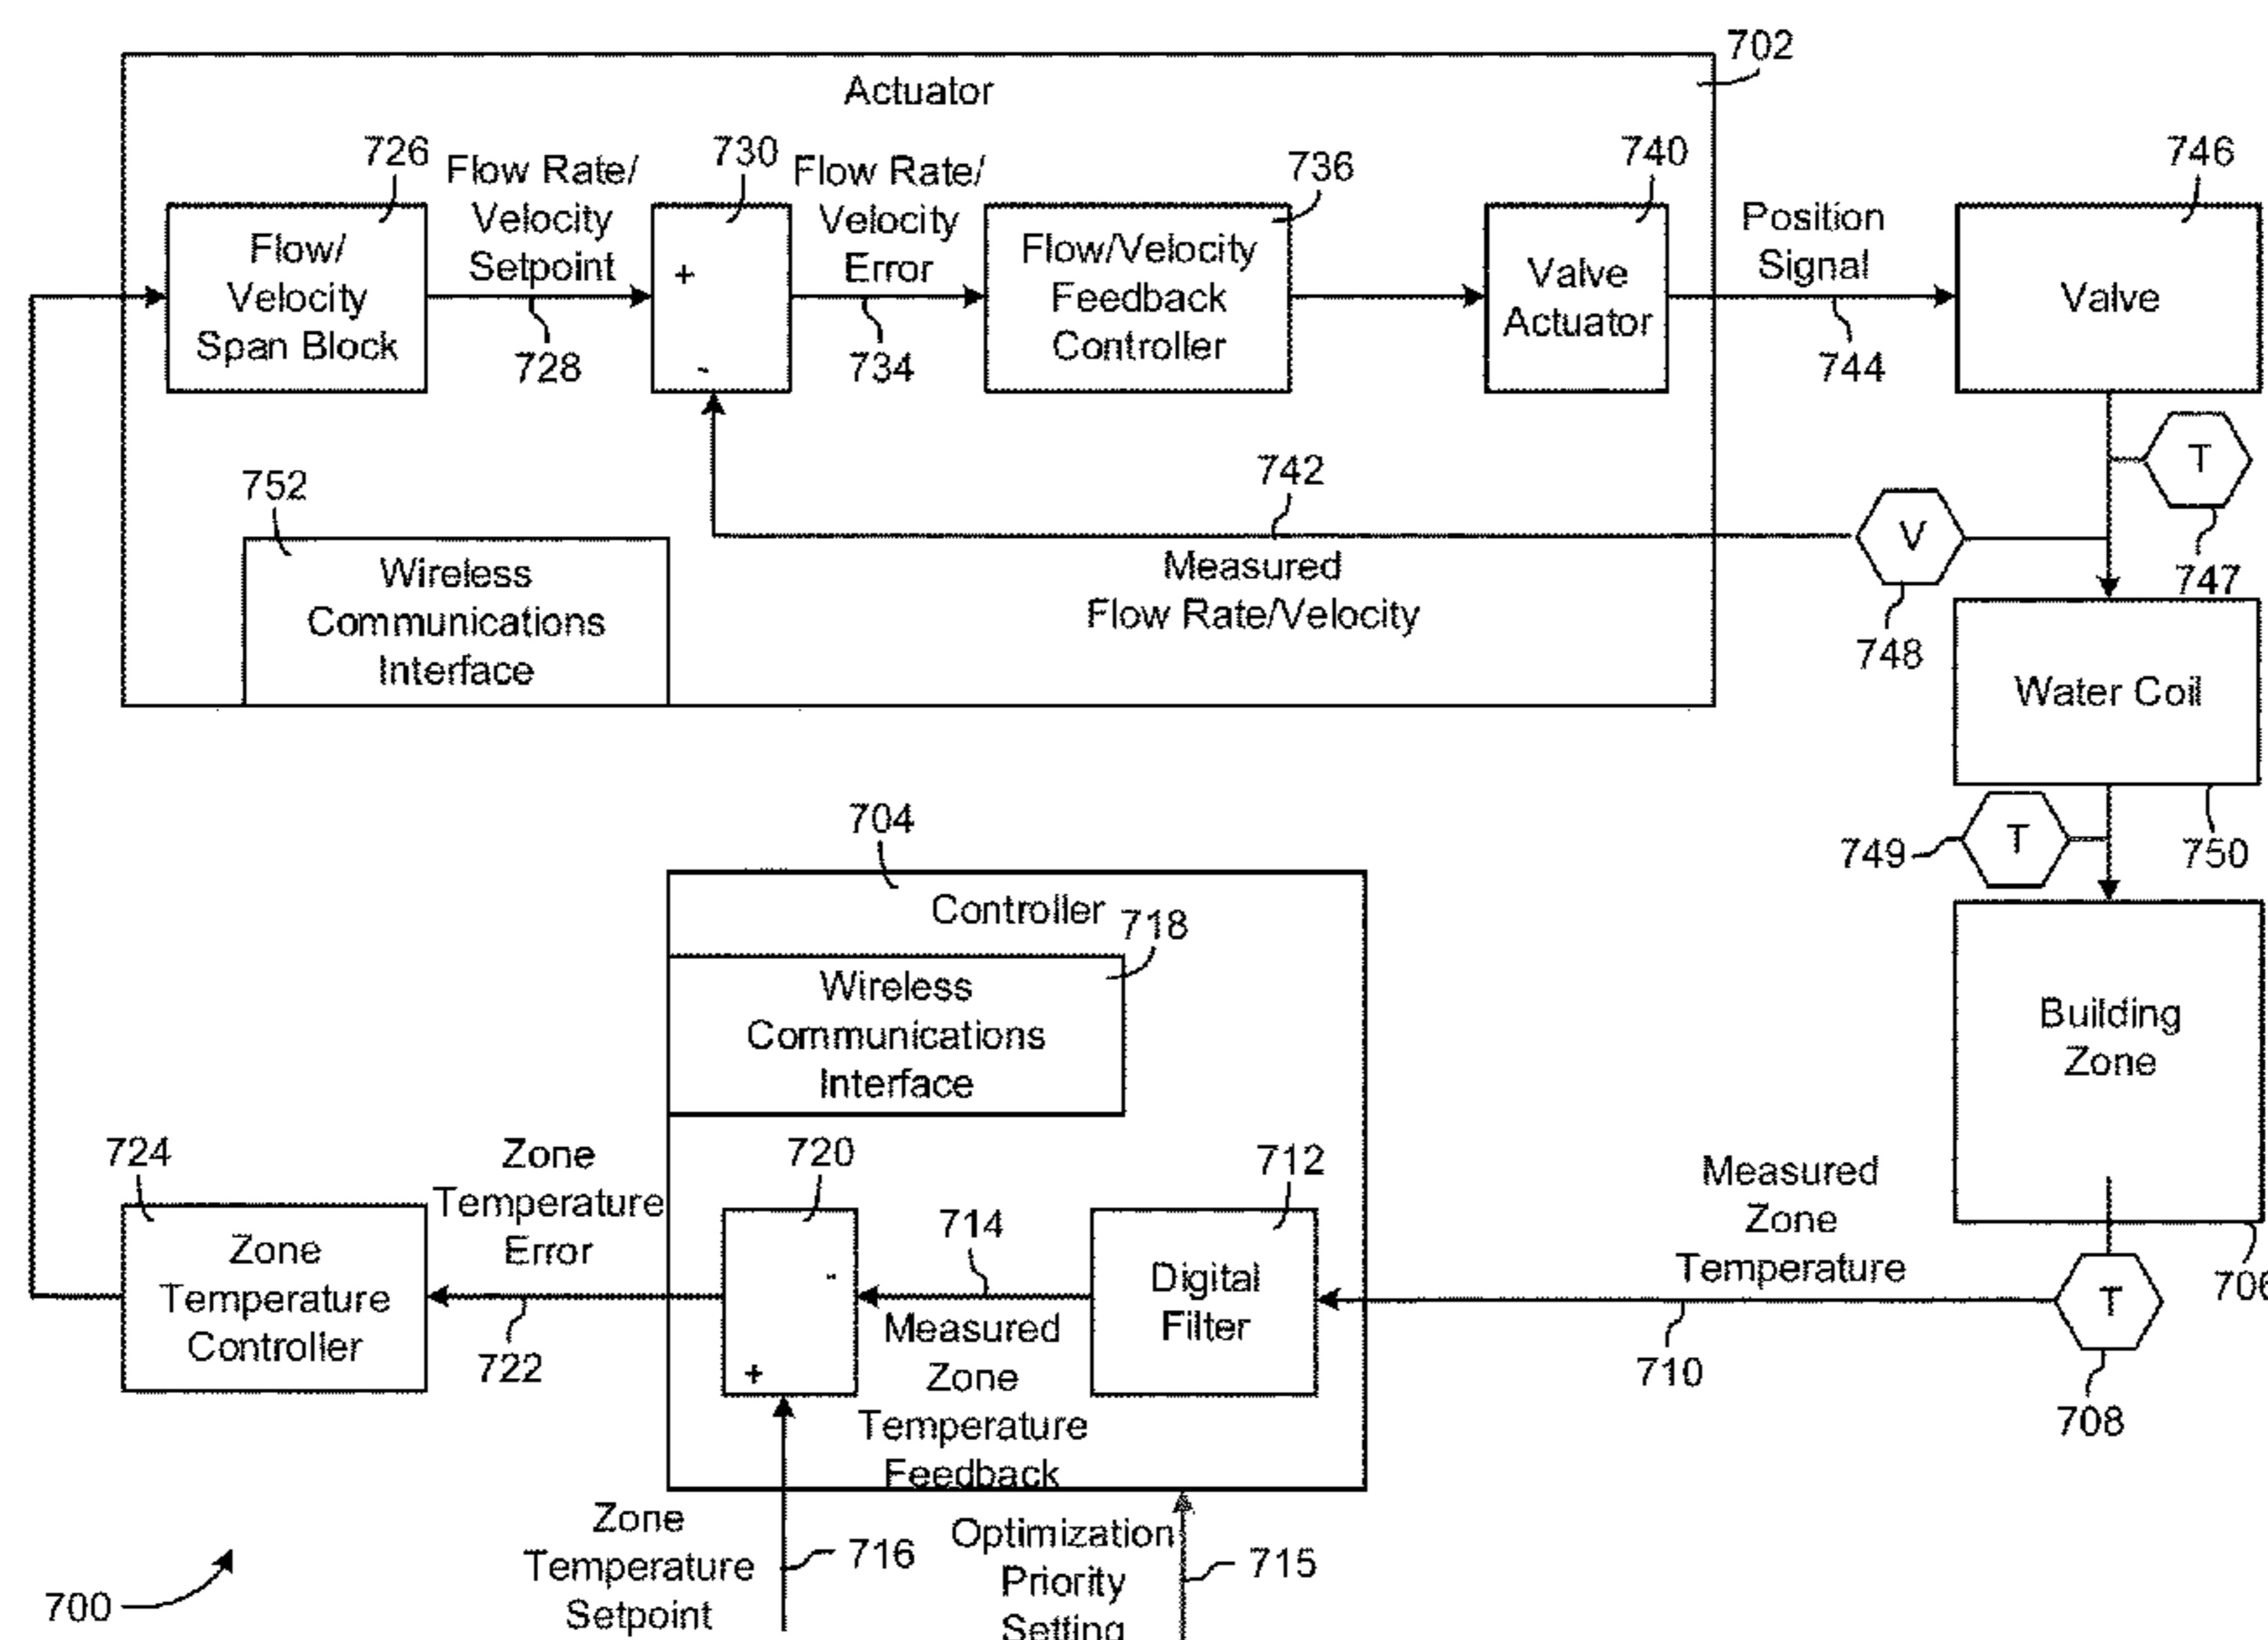 702
Actuator
726
Flow Rate/
Velocity
Setpoint
730
Flow Rate/
Velocity
Error
736
740
Position
Signal
746
Flow/
Velocity
Span Block
+
-
Flow/Velocity
Feedback
Controller
Valve
Actuator
Valve
728
734
744
T
747
752
742
V
748
Measured
Flow Rate/Velocity
Wireless
Communications
Interface
Water Coil
750
749
T
704
Controller
718
Wireless
Communications
Interface
Building
Zone
706
724
Zone
Temperature
Error
720
714
712
Measured
Zone
Temperature
Zone
Temperature
Controller
722
-
+
Measured
Zone
Temperature
Feedback
Digital
Filter
710
T
708
Zone
Temperature
Setpoint
716
Optimization
Priority
Setting
715
700